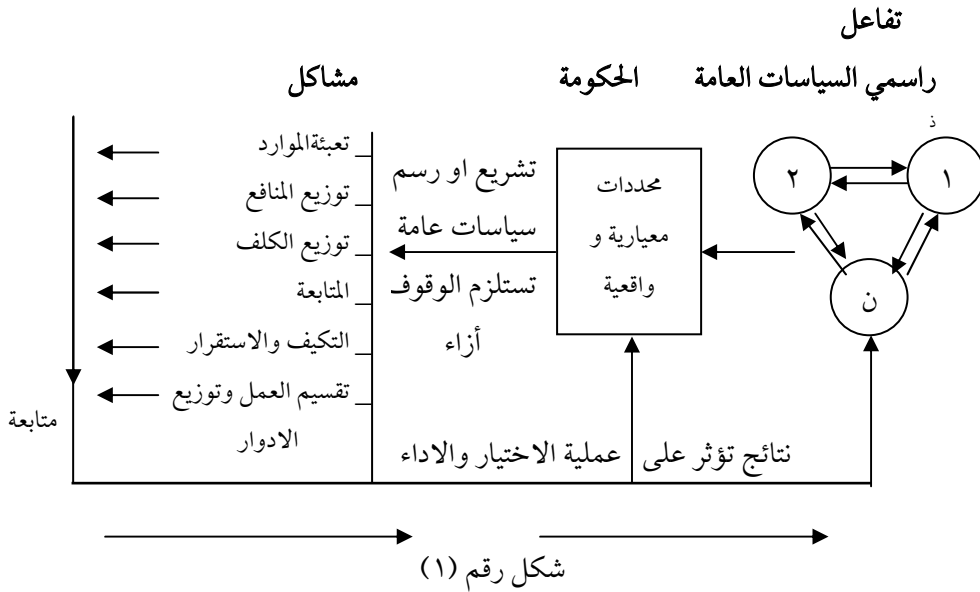 تفاعل
راسمي السياسات العامة
الحكومة
مشاكل
ذ
١
٢
ن
محددات
معيارية و
واقعية
تشريع او رسم
سياسات عامة
تستلزم الوقوف
أزاء
تعبئةالموارد
توزيع المنافع
توزيع الكلف
المتابعة
التكيف والاستقرار
تقسيم العمل وتوزيع
الادوار
متابعة
نتائج تؤثر على عملية الاختيار والاداء
شكل رقم (١)